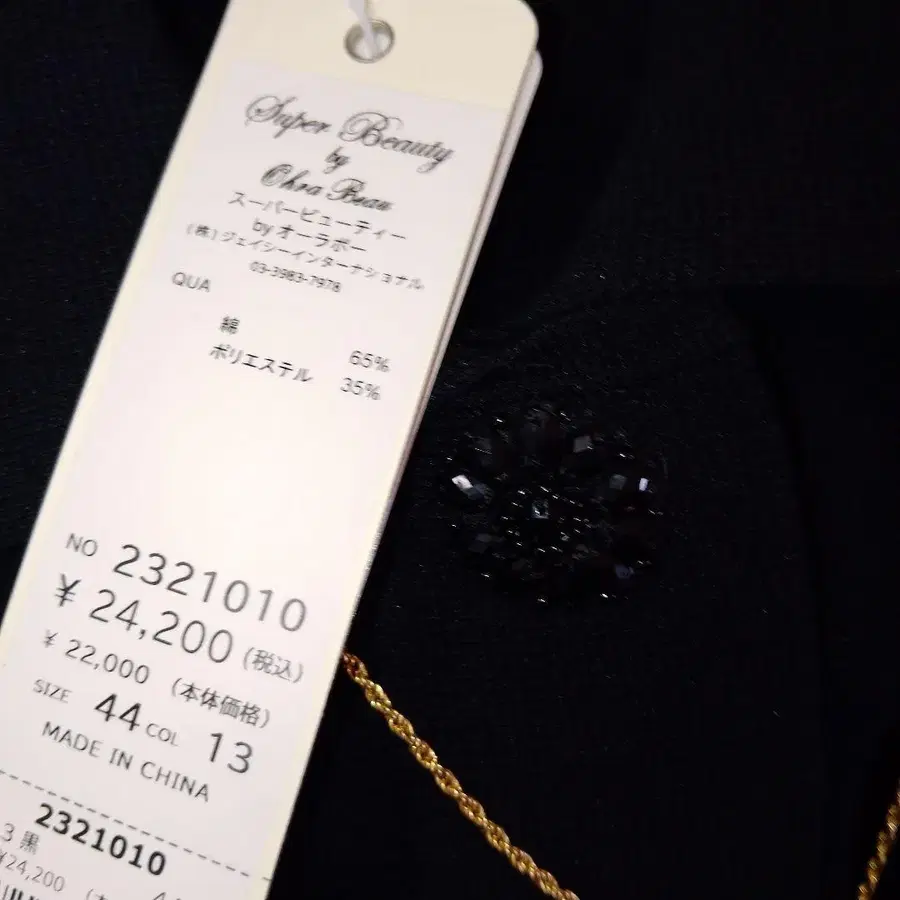 Super Beauty
by
Ohra Beau
スーパービューティー
by オーラボー
(株)ジェイシーインターナショナル
03-3983-7978
QUA
綿 65%
ポリエステル 35%
NO 2321010
¥ 24,200 (税込)
¥ 22,000 (本体価格)
SIZE 44 COL 13
MADE IN CHINA
2321010
3 黒
¥24,200